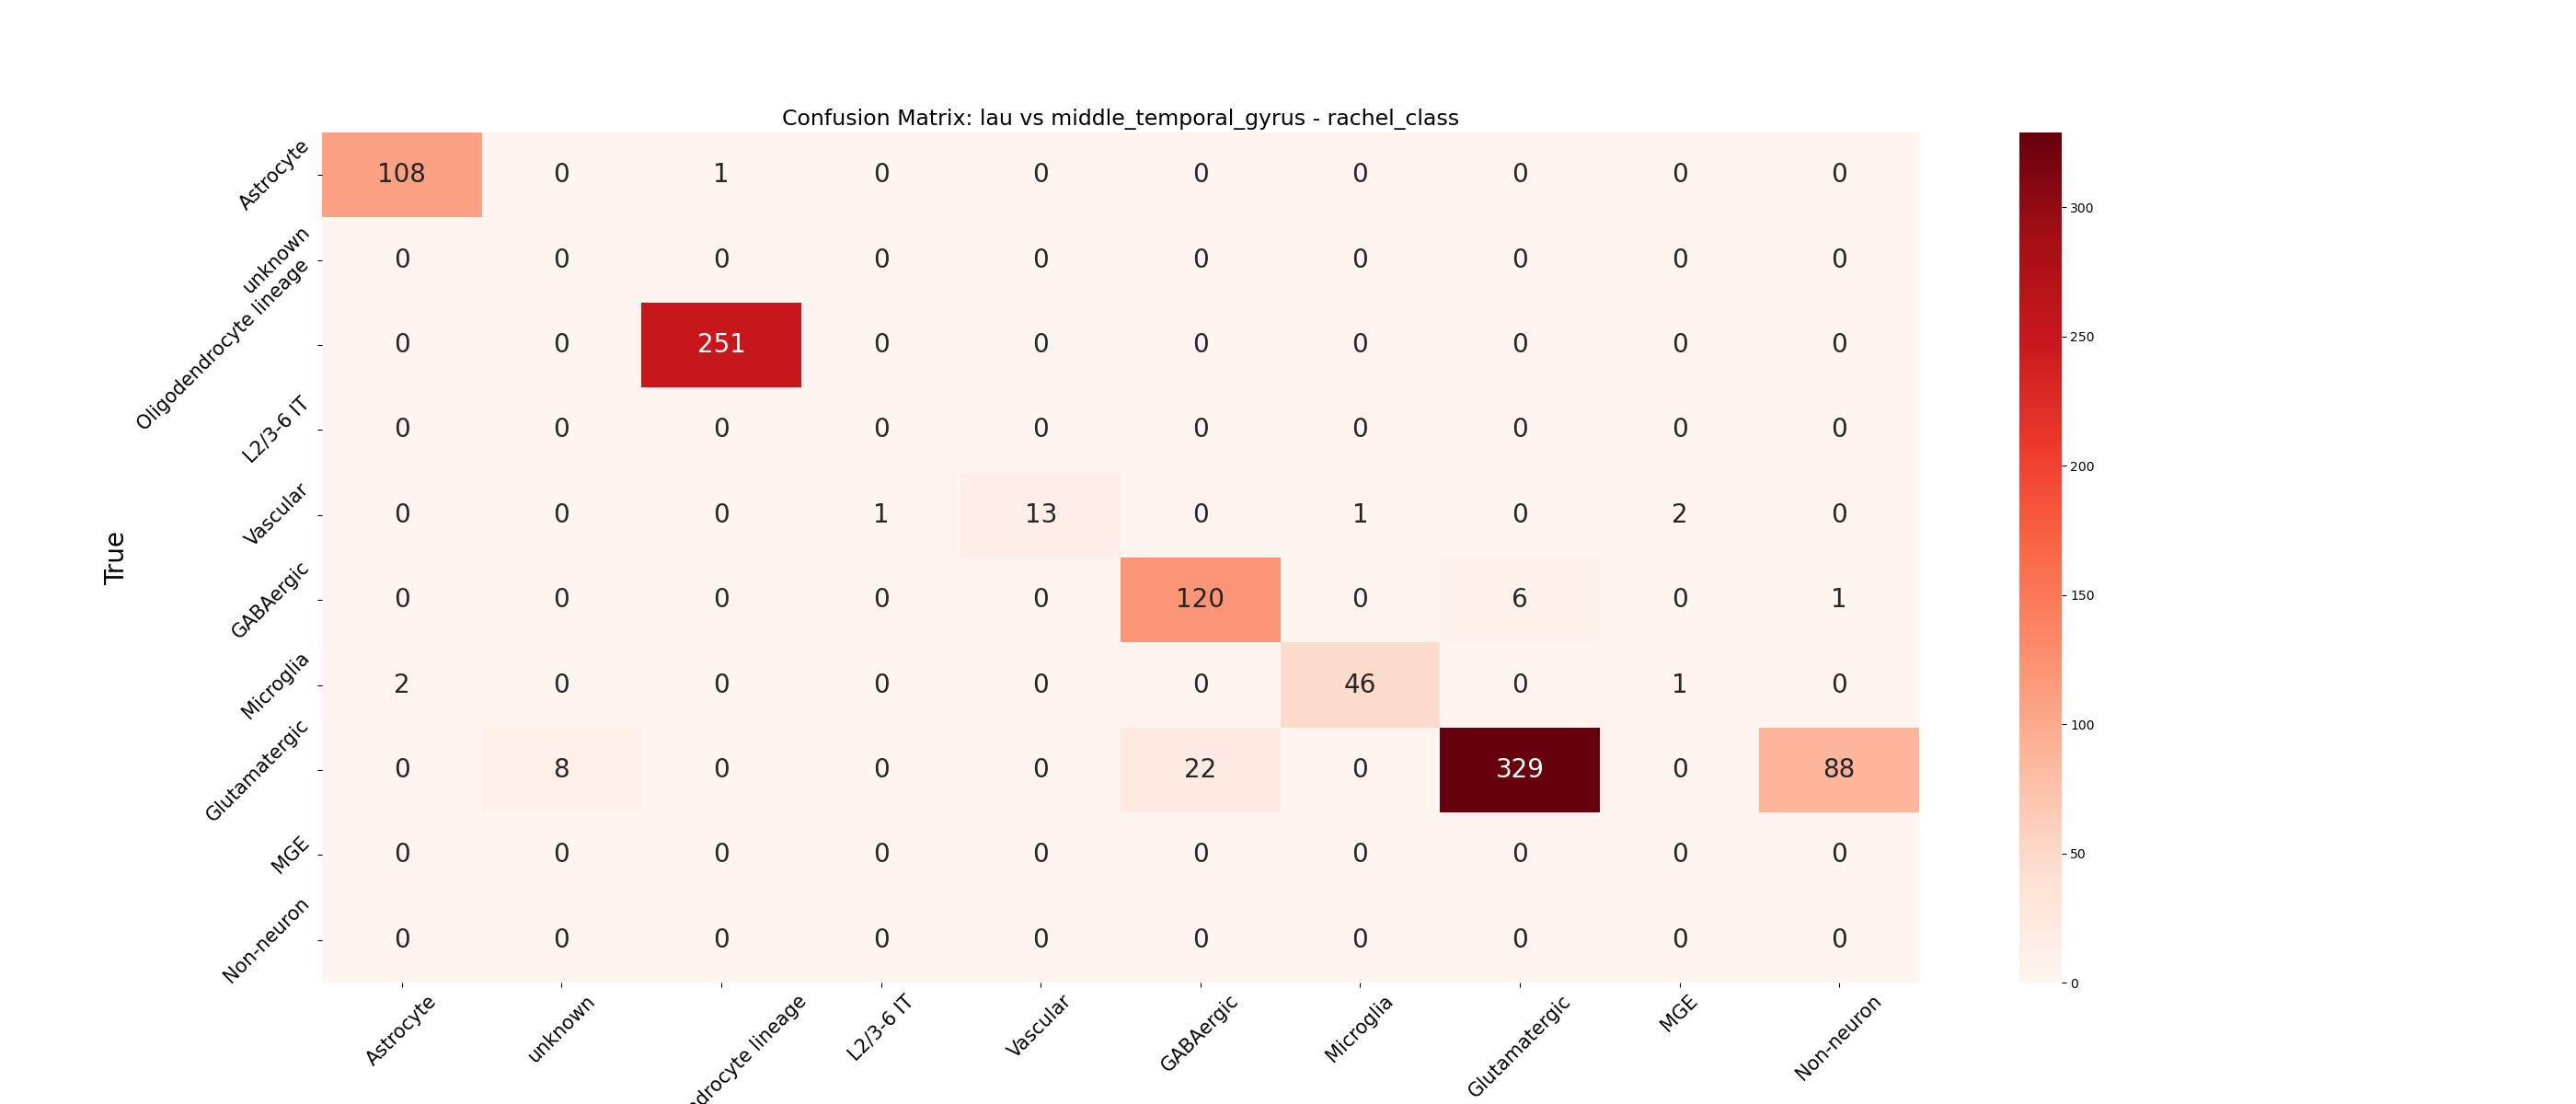 Confusion Matrix: lau vs middle_temporal_gyrus - rachel_class
True
Astrocyte 108 0 1 0 0 0 0 0 0 0
unknown 0 0 0 0 0 0 0 0 0 0
Oligodendrocyte lineage 0 0 251 0 0 0 0 0 0 0
L2/3-6 IT 0 0 0 0 0 0 0 0 0 0
Vascular 0 0 0 1 13 0 1 0 2 0
GABAergic 0 0 0 0 0 120 0 6 0 1
Microglia 2 0 0 0 0 0 46 0 1 0
Glutamatergic 0 8 0 0 0 22 0 329 0 88
MGE 0 0 0 0 0 0 0 0 0 0
Non-neuron 0 0 0 0 0 0 0 0 0 0
Astrocyte unknown drocyte lineage L2/3-6 IT Vascular GABAergic Microglia Glutamatergic MGE Non-neuron
300
250
200
150
100
50
0